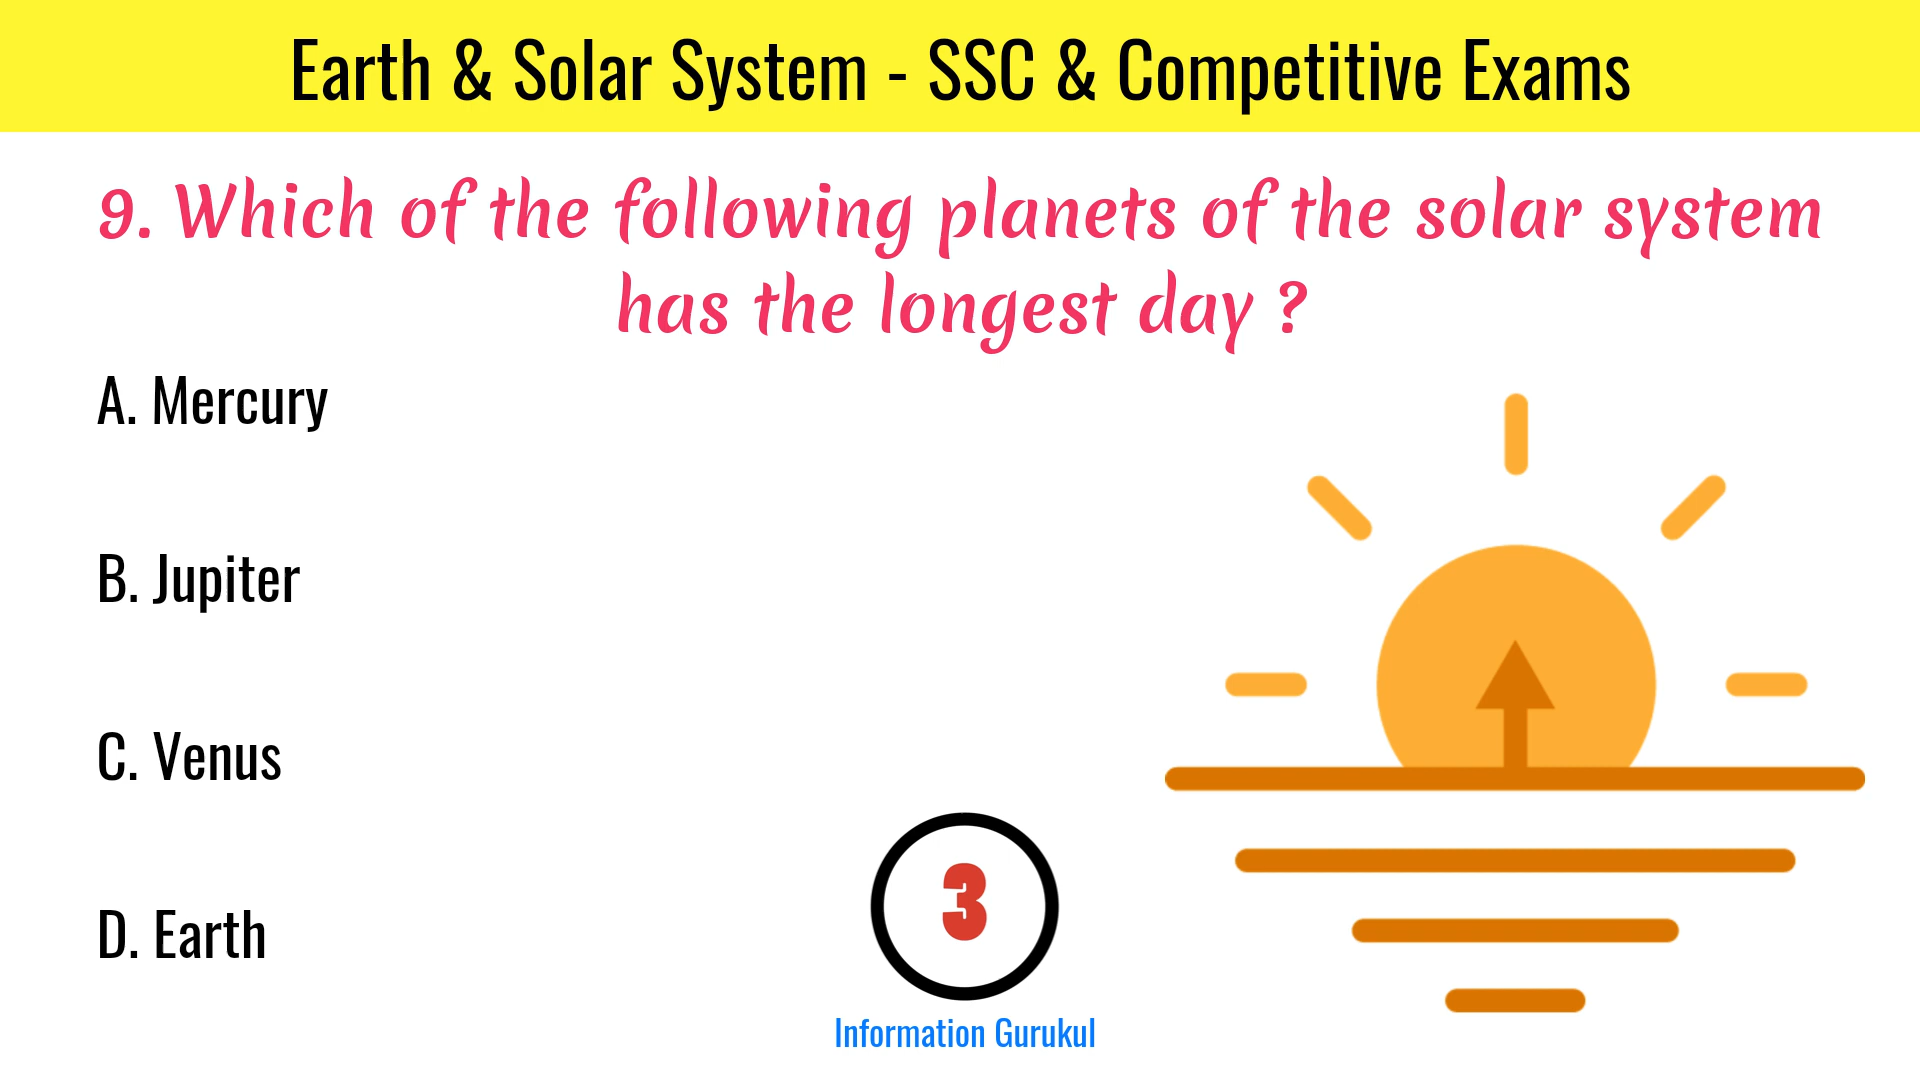 Earth & Solar System - SSC & Competitive Exams
9. Which of the following planets of the solar system
has the longest day ?
A. Mercury
B. Jupiter
C. Venus
D. Earth
3
Information Gurukul